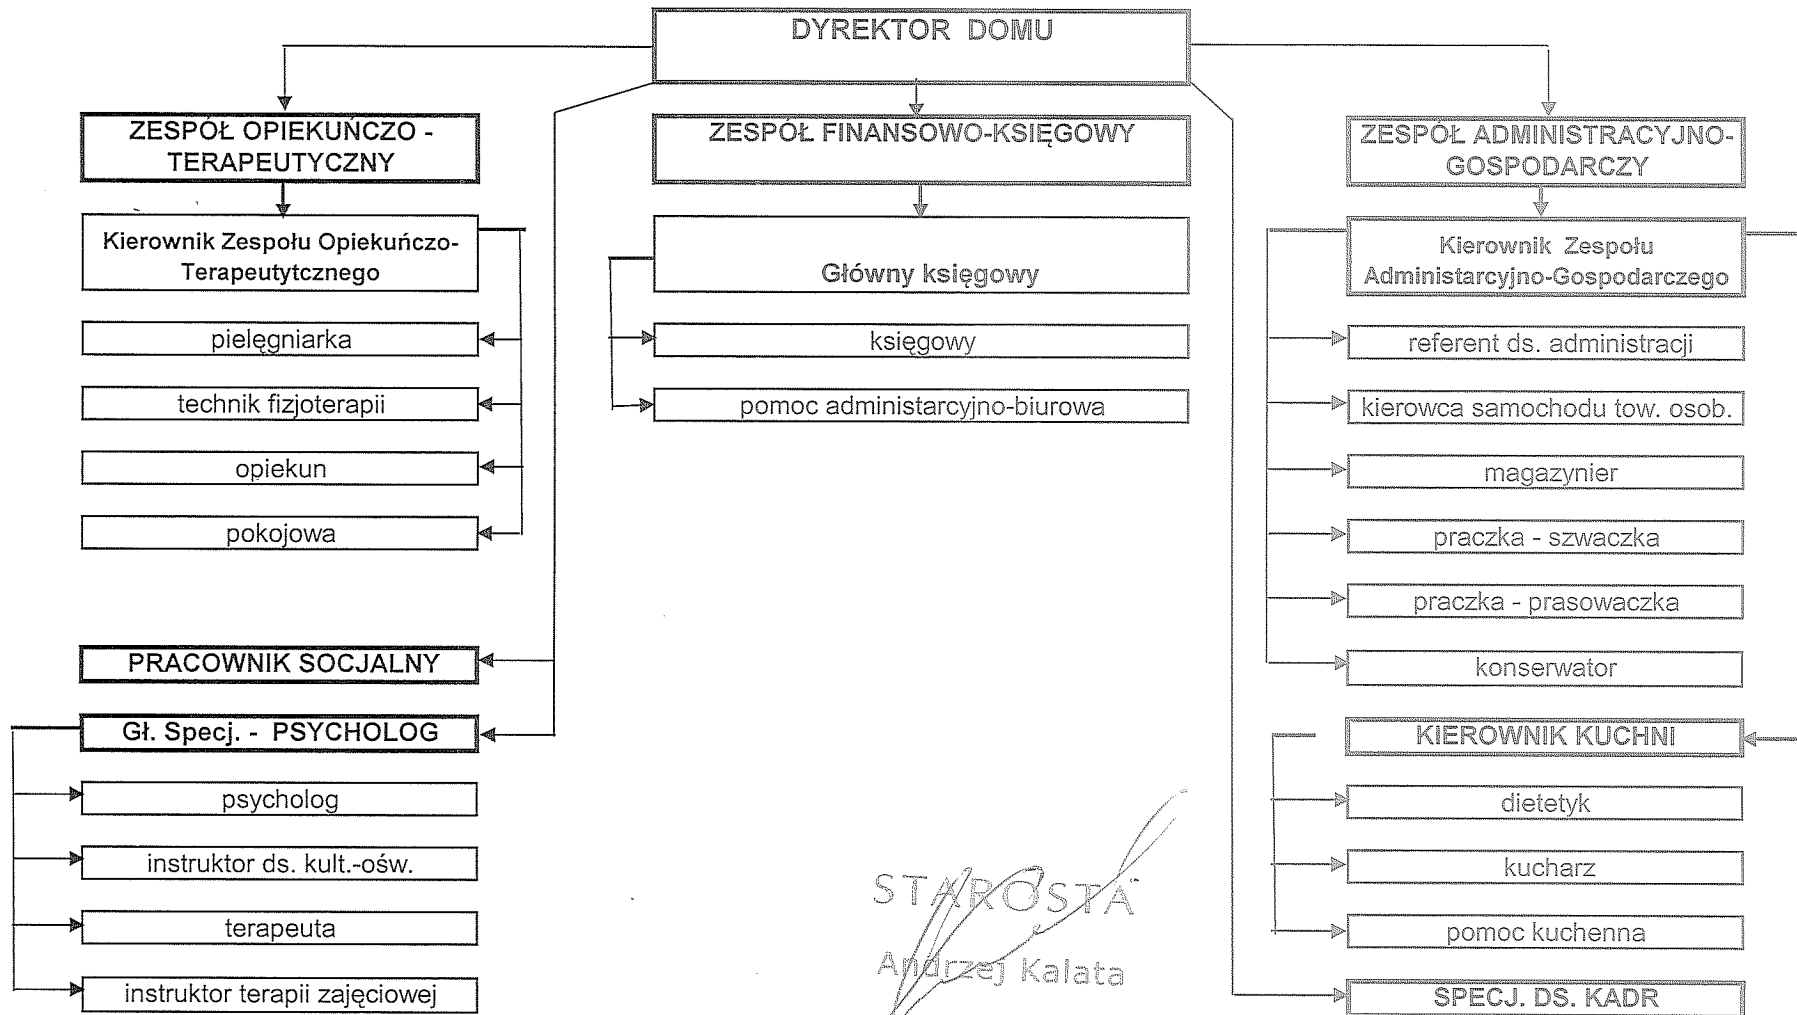 DYREKTOR DOMU
ZESPÓŁ OPIEKUŃCZO -
TERAPEUTYCZNY
Kierownik Zespołu Opiekuńczo-
Terapeutytcznego
pielęgniarka
technik fizjoterapii
opiekun
pokojowa
PRACOWNIK SOCJALNY
Gł. Specj. - PSYCHOLOG
psycholog
instruktor ds. kult.-ośw.
terapeuta
instruktor terapii zajęciowej
ZESPÓŁ FINANSOWO-KSIĘGOWY
Główny księgowy
księgowy
pomoc administarcyjno-biurowa
STAROSTA
Andrzej Kalata
ZESPÓŁ ADMINISTRACYJNO-
GOSPODARCZY
Kierownik Zespołu
Administarcyjno-Gospodarczego
referent ds. administracji
kierowca samochodu tow. osob.
magazynier
praczka - szwaczka
praczka - prasowaczka
konserwator
KIEROWNIK KUCHNI
dietetyk
kucharz
pomoc kuchenna
SPECJ. DS. KADR